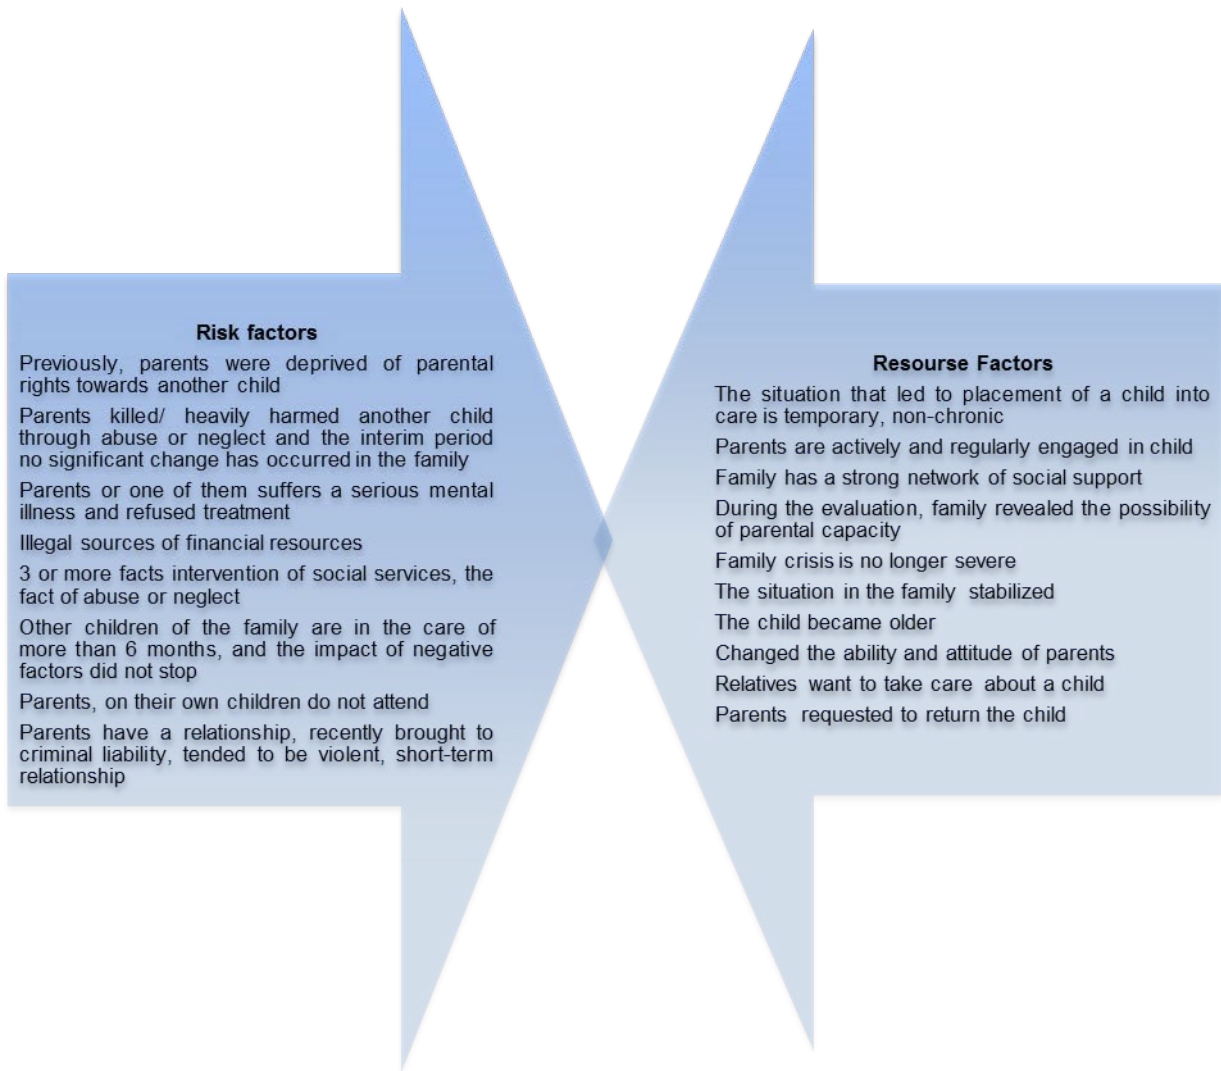 Risk factors
Previously, parents were deprived of parental
rights towards another child
Parents killed/ heavily harmed another child
through abuse or neglect and the interim period
no significant change has occurred in the family
Parents or one of them suffers a serious mental
illness and refused treatment
Illegal sources of financial resources
3 or more facts intervention of social services, the
fact of abuse or neglect
Other children of the family are in the care of
more than 6 months, and the impact of negative
factors did not stop
Parents, on their own children do not attend
Parents have a relationship, recently brought to
criminal liability, tended to be violent, short-term
relationship
Resourse Factors
The situation that led to placement of a child into
care is temporary, non-chronic
Parents are actively and regularly engaged in child
Family has a strong network of social support
During the evaluation, family revealed the possibility
of parental capacity
Family crisis is no longer severe
The situation in the family stabilized
The child became older
Changed the ability and attitude of parents
Relatives want to take care about a child
Parents requested to return the child